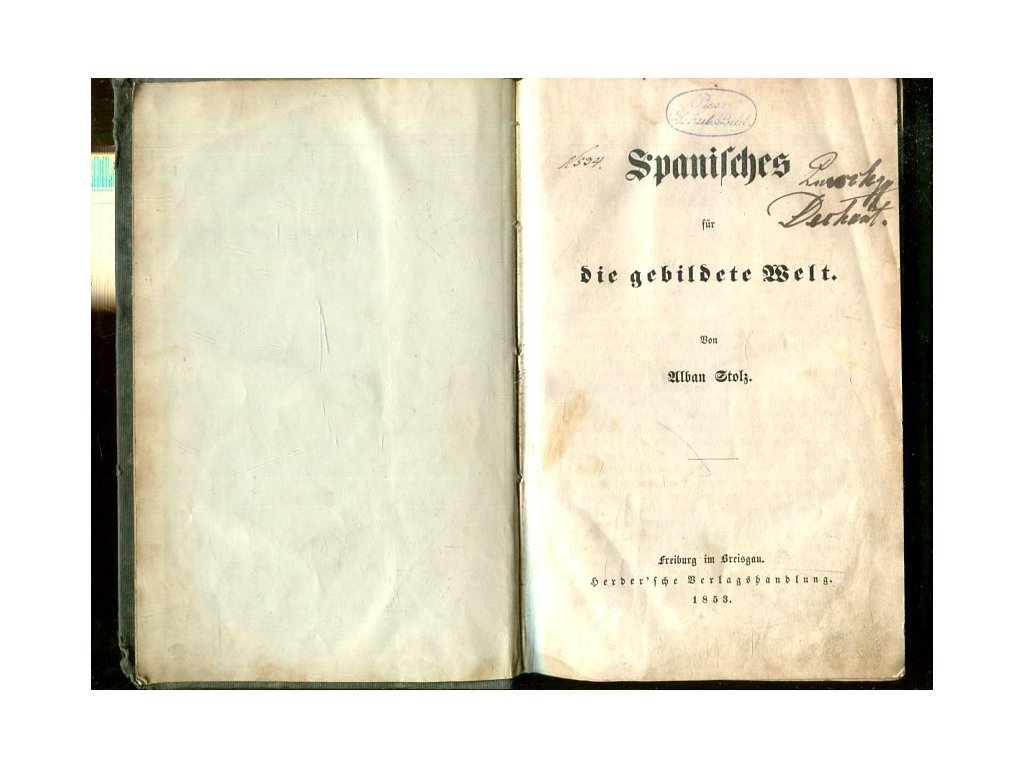 Spanisches
für
die gebildete Welt.
Von
Alban Stolz.
Freiburg im Breisgau.
Herder'sche Verlagshandlung.
1853.